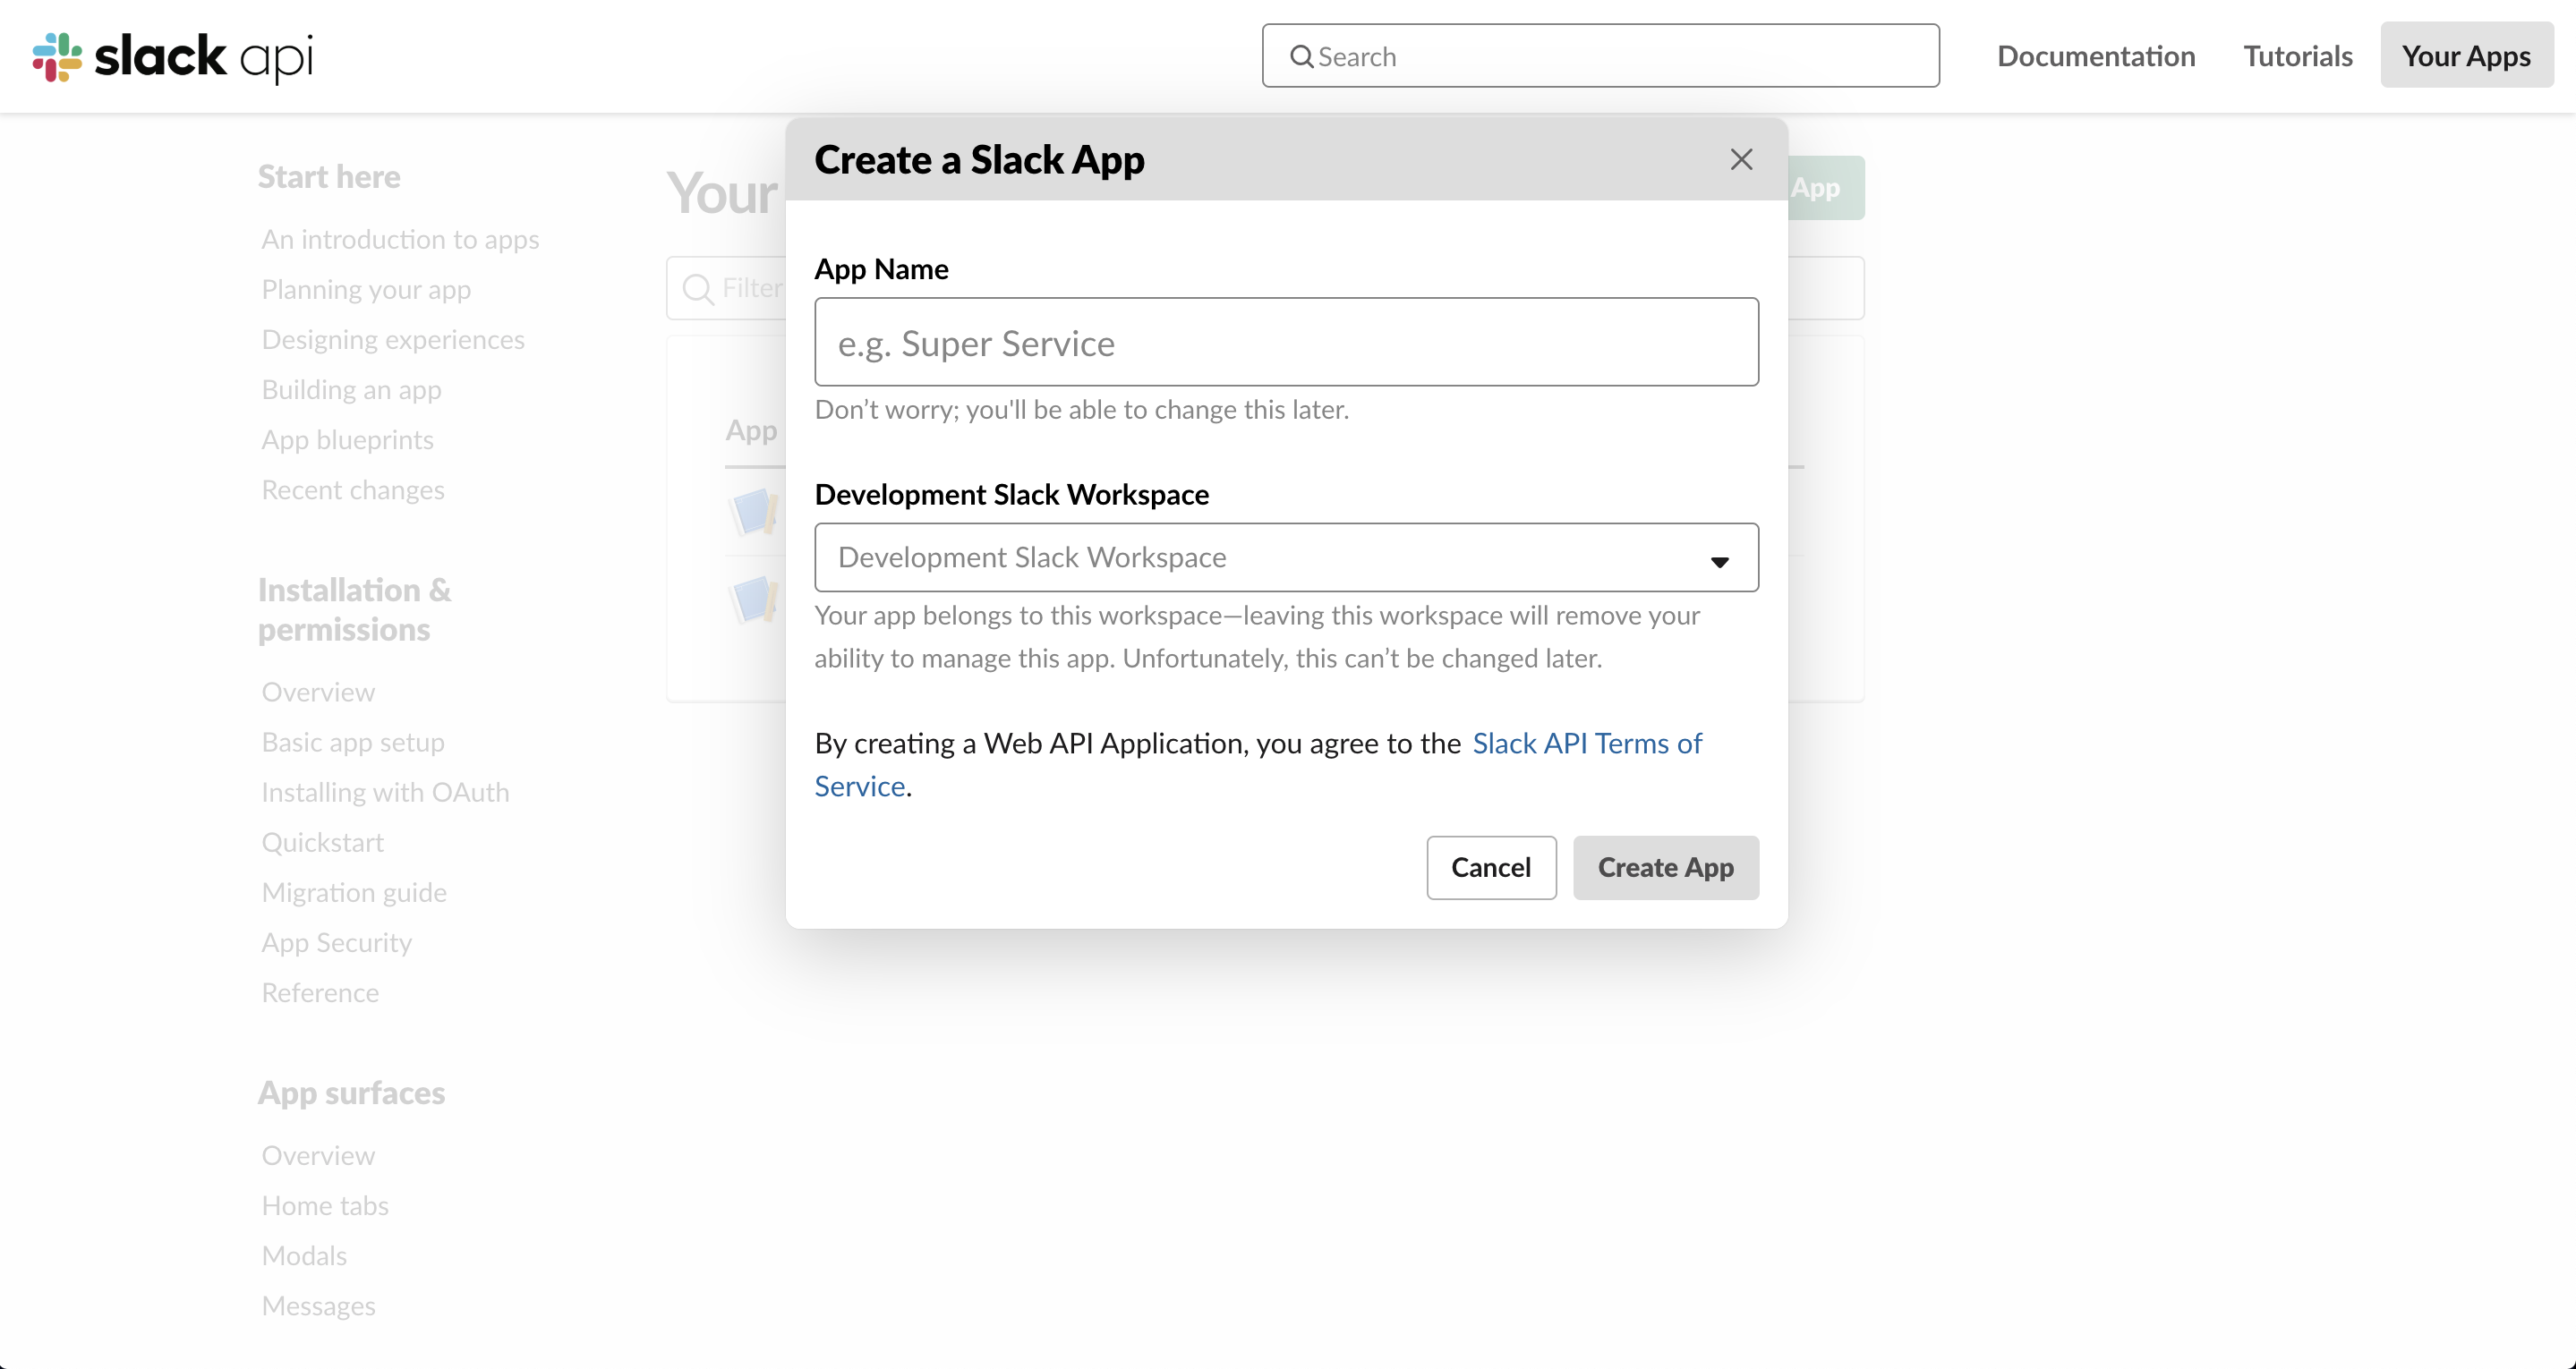 slack api
Search
Documentation
Tutorials
Your Apps
Start here
An introduction to apps
Planning your app
Designing experiences
Building an app
App blueprints
Recent changes
Installation &
permissions
Overview
Basic app setup
Installing with OAuth
Quickstart
Migration guide
App Security
Reference
App surfaces
Overview
Home tabs
Modals
Messages
Your
App
Filter
App
Create a Slack App
App Name
e.g. Super Service
Don’t worry; you'll be able to change this later.
Development Slack Workspace
Development Slack Workspace
Your app belongs to this workspace—leaving this workspace will remove your
ability to manage this app. Unfortunately, this can’t be changed later.
By creating a Web API Application, you agree to the Slack API Terms of
Service.
Cancel
Create App